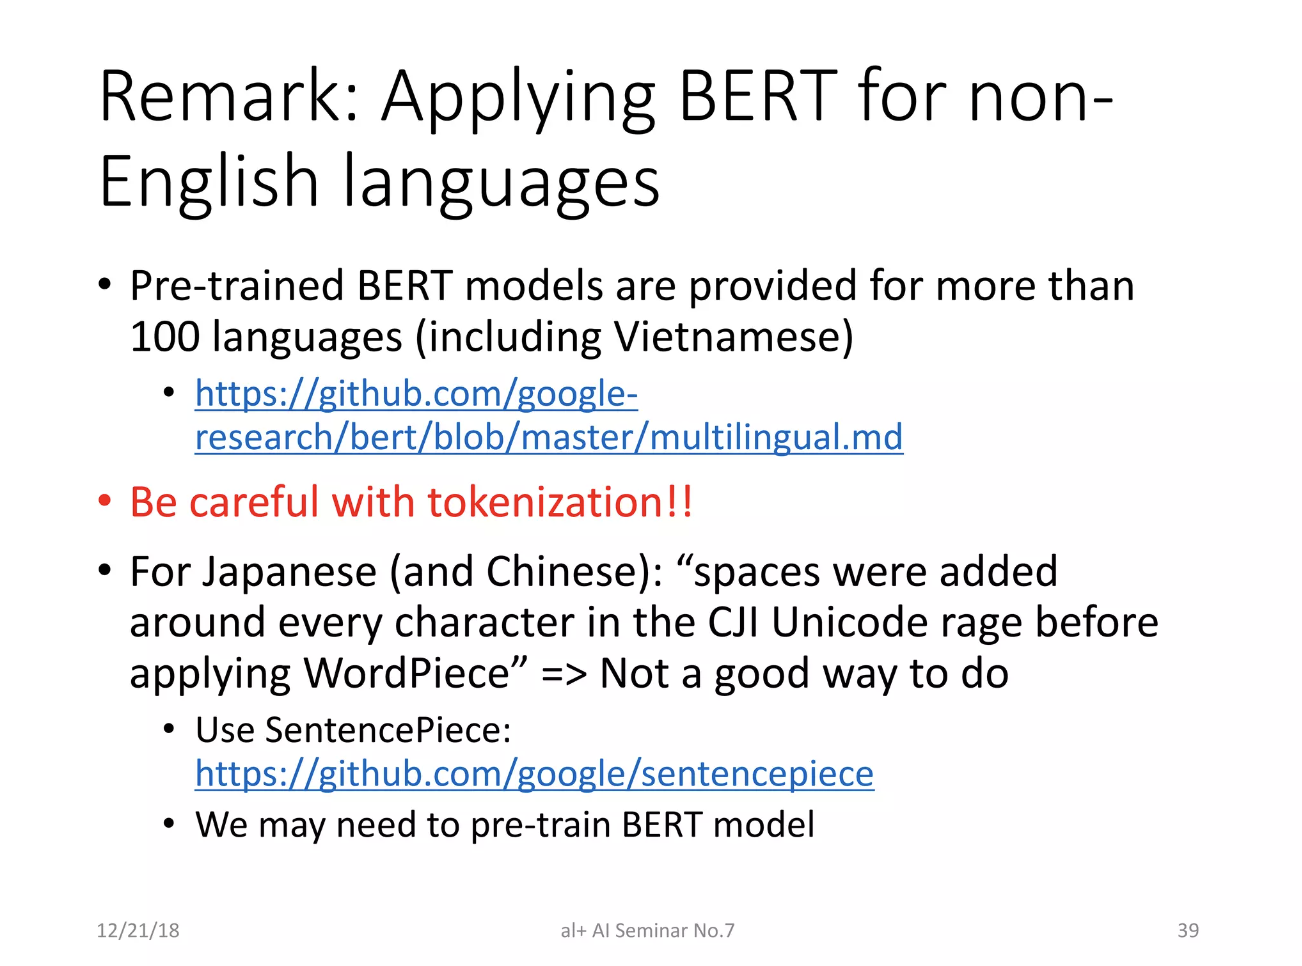 Remark: Applying BERT for non-
English languages
• Pre-trained BERT models are provided for more than
100 languages (including Vietnamese)
• https://github.com/google-
research/bert/blob/master/multilingual.md
• Be careful with tokenization!!
• For Japanese (and Chinese): “spaces were added
around every character in the CJI Unicode rage before
applying WordPiece” => Not a good way to do
• Use SentencePiece:
https://github.com/google/sentencepiece
• We may need to pre-train BERT model
12/21/18 al+ AI Seminar No.7 39